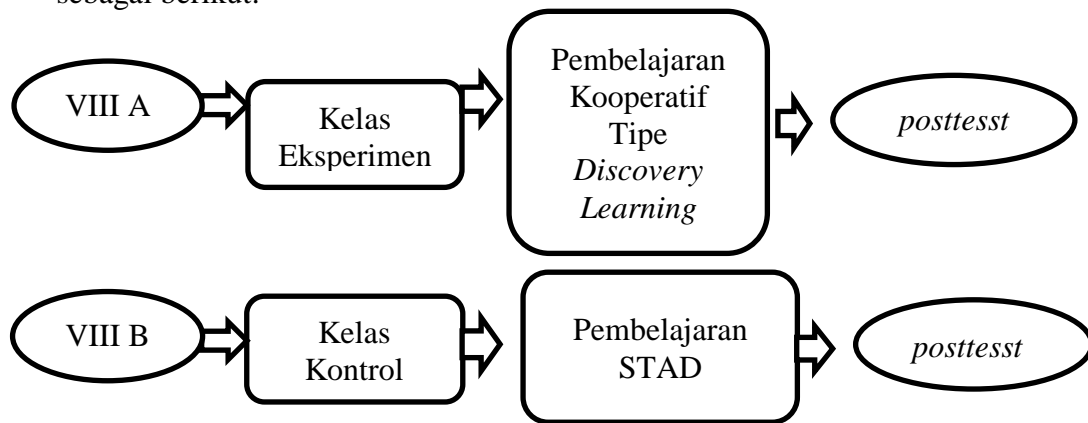 sebagai berikut:
VIII A
Kelas
Eksperimen
Pembelajaran
Kooperatif
Tipe
Discovery
Learning
posttesst
VIII B
Kelas
Kontrol
Pembelajaran
STAD
posttesst